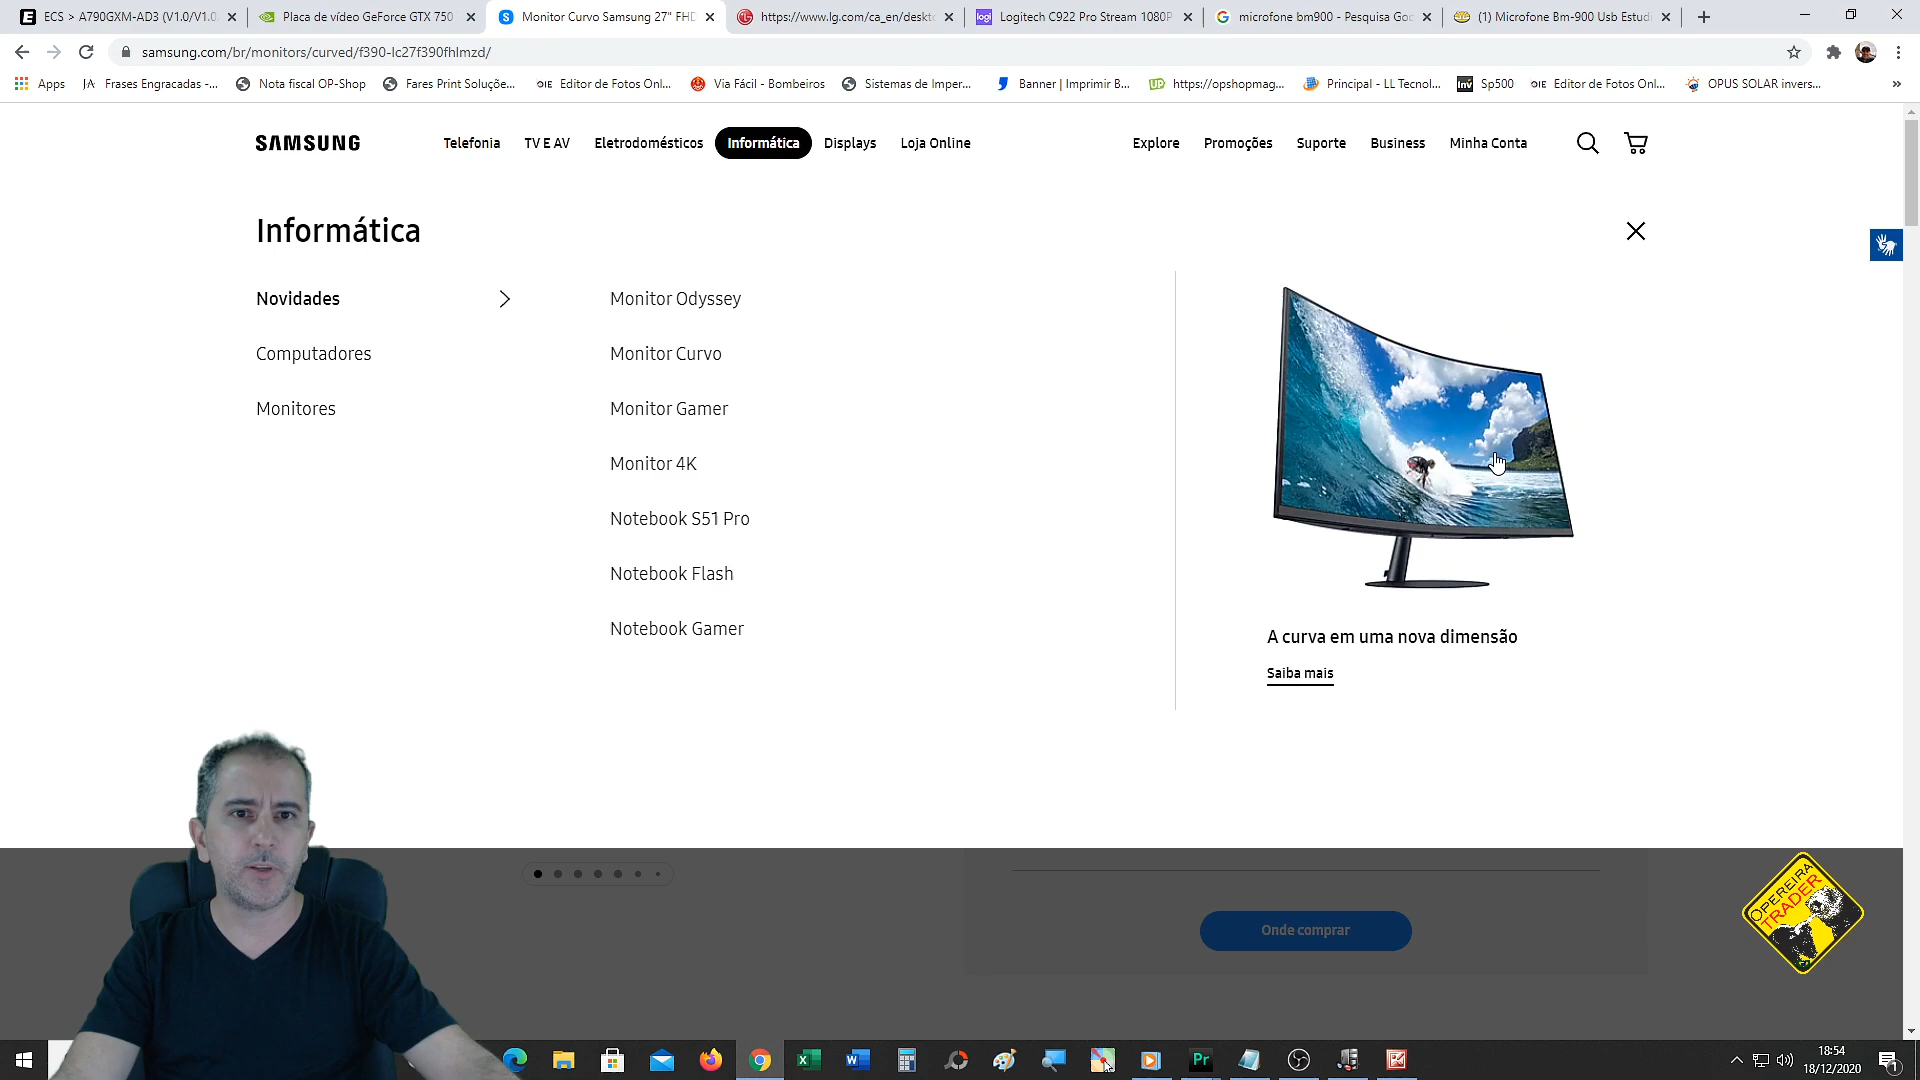 ECS > A790GXM-AD3 (V1.0/V1.0
Placa de vídeo GeForce GTX 750
Monitor Curvo Samsung 27" FHD
https://www.lg.com/ca_en/deskto
Logitech C922 Pro Stream 1080P
microfone bm900 - Pesquisa Goo
(1) Microfone Bm-900 Usb Estudi
samsung.com/br/monitors/curved/f390-lc27f390fhlmzd/
Apps
Frases Engracadas -...
Nota fiscal OP-Shop
Fares Print Soluçõe...
Editor de Fotos Onl...
Via Fácil - Bombeiros
Sistemas de Imper...
Banner | Imprimir B...
https://opshopmag...
Principal - LL Tecnol...
Sp500
Editor de Fotos Onl...
OPUS SOLAR invers...
SAMSUNG
Telefonia
TV E AV
Eletrodomésticos
Informática
Displays
Loja Online
Explore
Promoções
Suporte
Business
Minha Conta
Informática
Novidades
Computadores
Monitores
Monitor Odyssey
Monitor Curvo
Monitor Gamer
Monitor 4K
Notebook S51 Pro
Notebook Flash
Notebook Gamer
A curva em uma nova dimensão
Saiba mais
Onde comprar
OPEREIRA
TRADER
18:54
18/12/2020